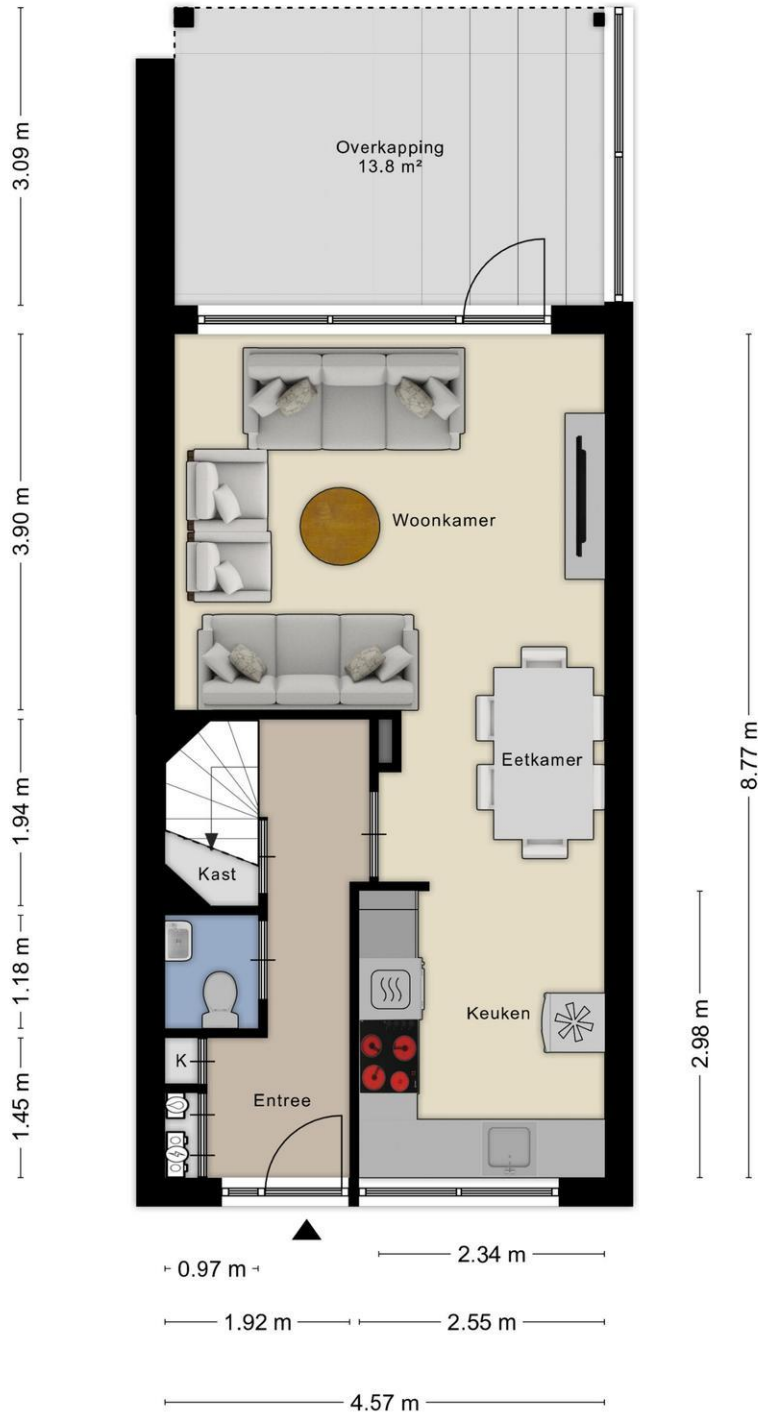 Overkapping
13.8 m²
3.09 m
Woonkamer
3.90 m
Eetkamer
8.77 m
1.94 m
Kast
1.18 m
Keuken
2.98 m
K
1.45 m
Entree
2.34 m
0.97 m
1.92 m
2.55 m
4.57 m